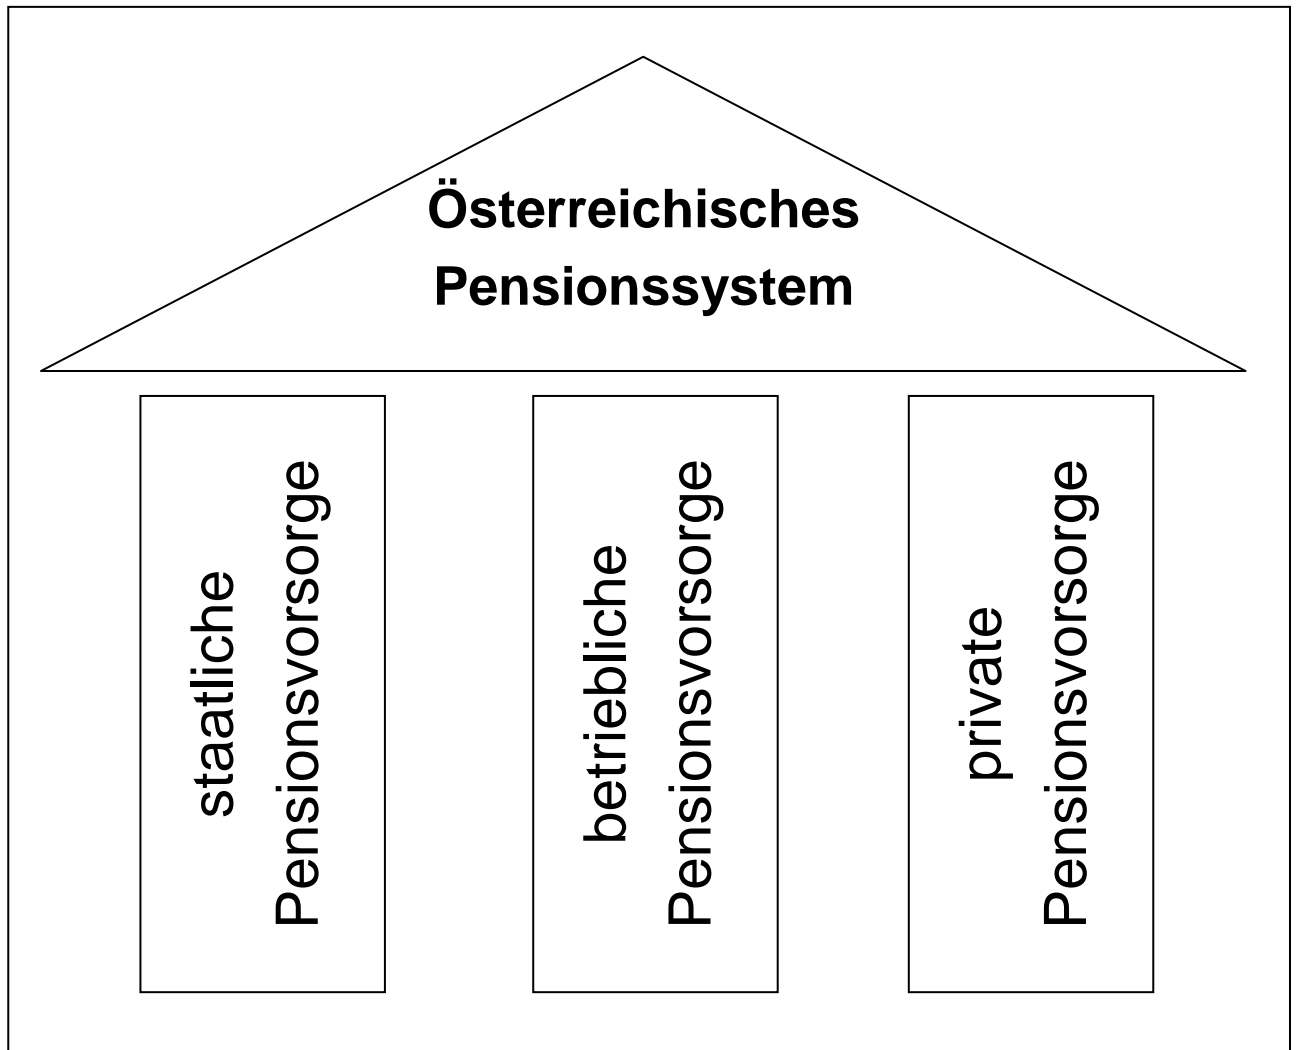 Österreichisches
Pensionssystem
staatliche
Pensionsvorsorge
betriebliche
Pensionsvorsorge
private
Pensionsvorsorge